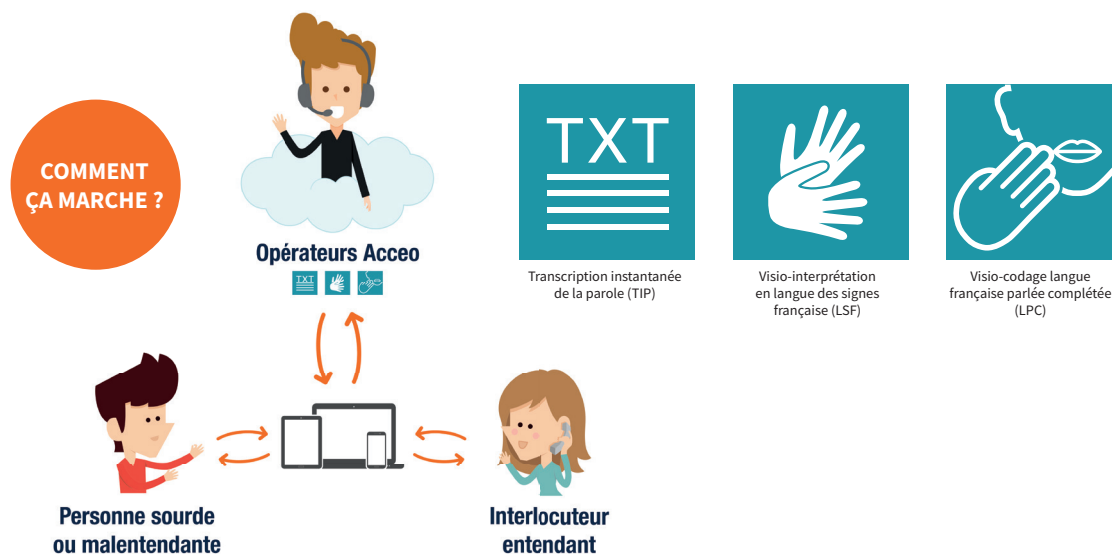 COMMENT
ÇA MARCHE ?
Opérateurs Acceo
TXT
TXT
Transcription instantanée
de la parole (TIP)
Visio-interprétation
en langue des signes
française (LSF)
Visio-codage langue
française parlée complétée
(LPC)
Personne sourde
ou malentendante
Interlocuteur
entendant